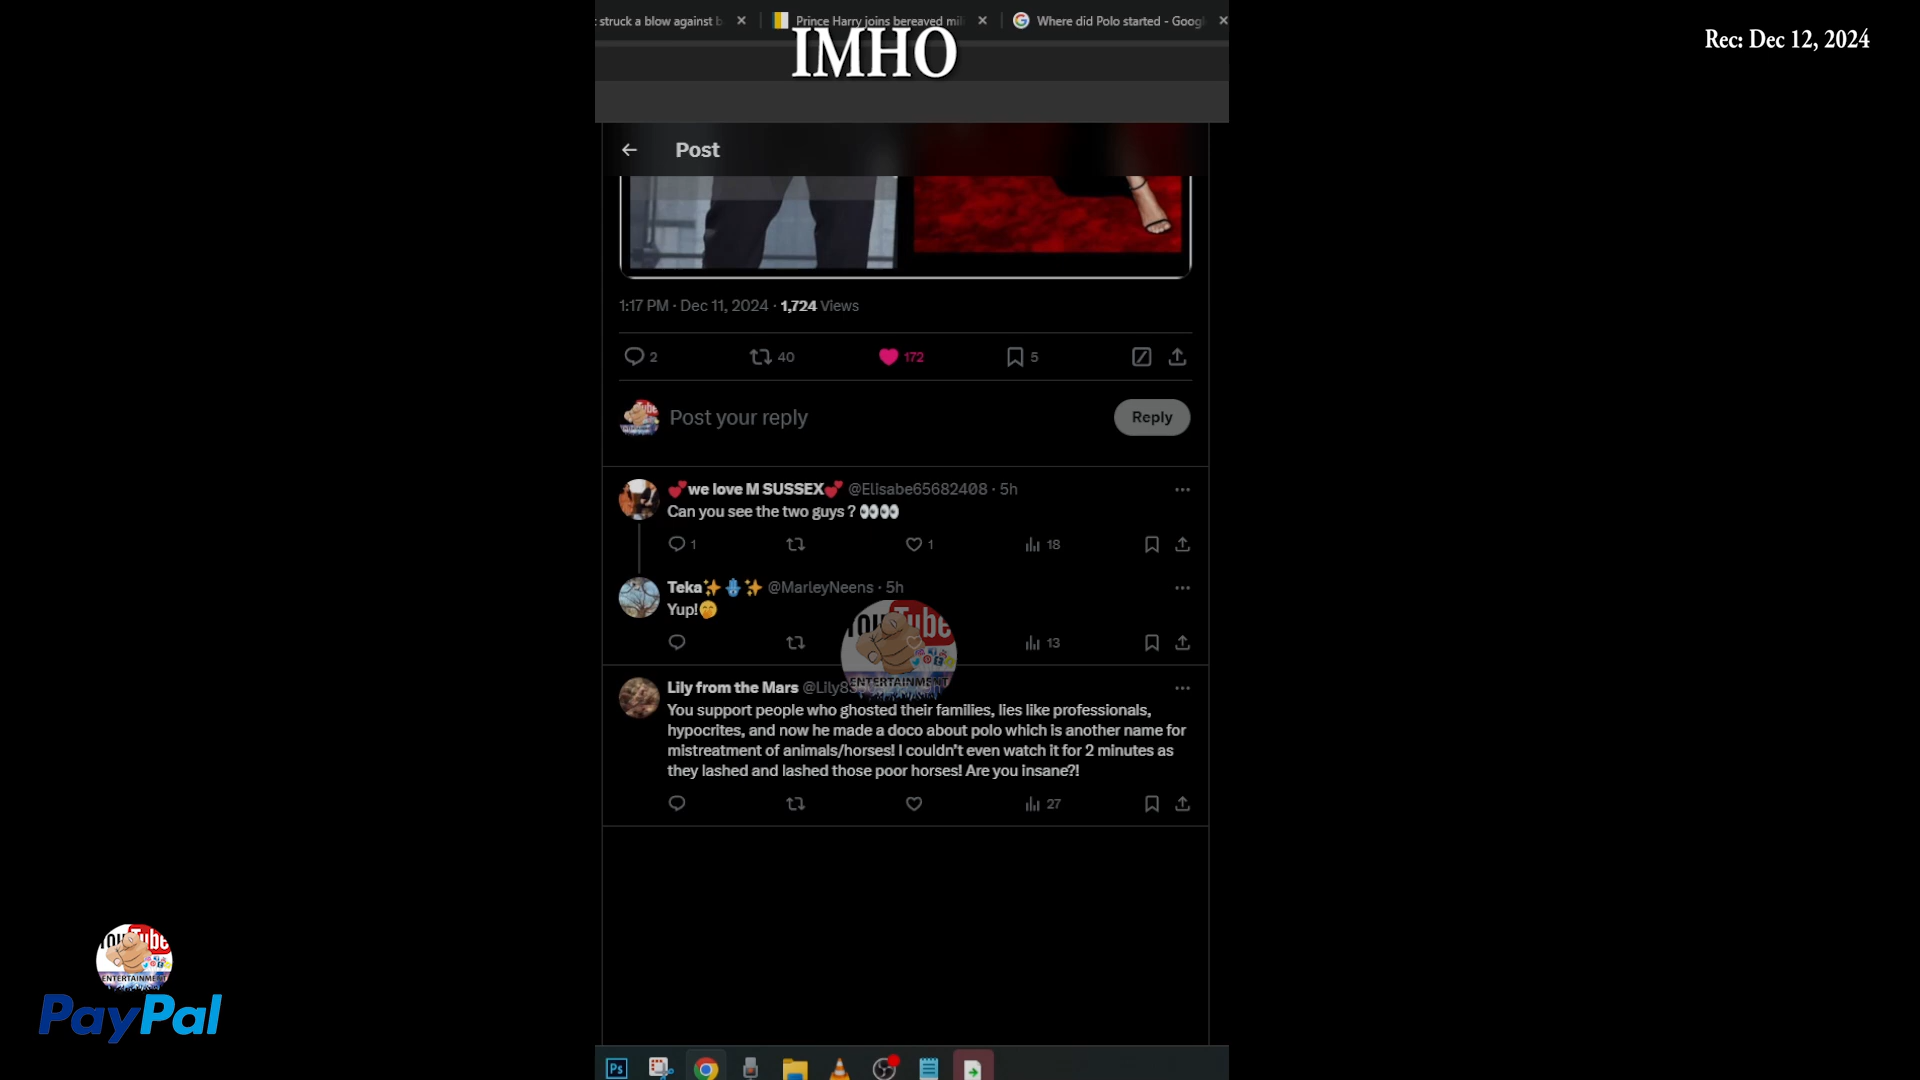 struck a blow against b
Prince Harry joins bereaved mil
Where did Polo started - Goog
IMHO
Rec: Dec 12, 2024
Post
1:17 PM · Dec 11, 2024 · 1,724 Views
2
40
172
5
Post your reply
Reply
💕we love M SUSSEX💕 @Elisabe65682408 · 5h
Can you see the two guys ? 👀👀
1
1
18
Teka✨🪬✨ @MarleyNeens · 5h
Yup!🤭
13
YouTube
ENTERTAINMENT
Lily from the Mars @Lily8
You support people who ghosted their families, lies like professionals,
hypocrites, and now he made a doco about polo which is another name for
mistreatment of animals/horses! I couldn't even watch it for 2 minutes as
they lashed and lashed those poor horses! Are you insane?!
27
YouTube
ENTERTAINMENT
PayPal
Ps